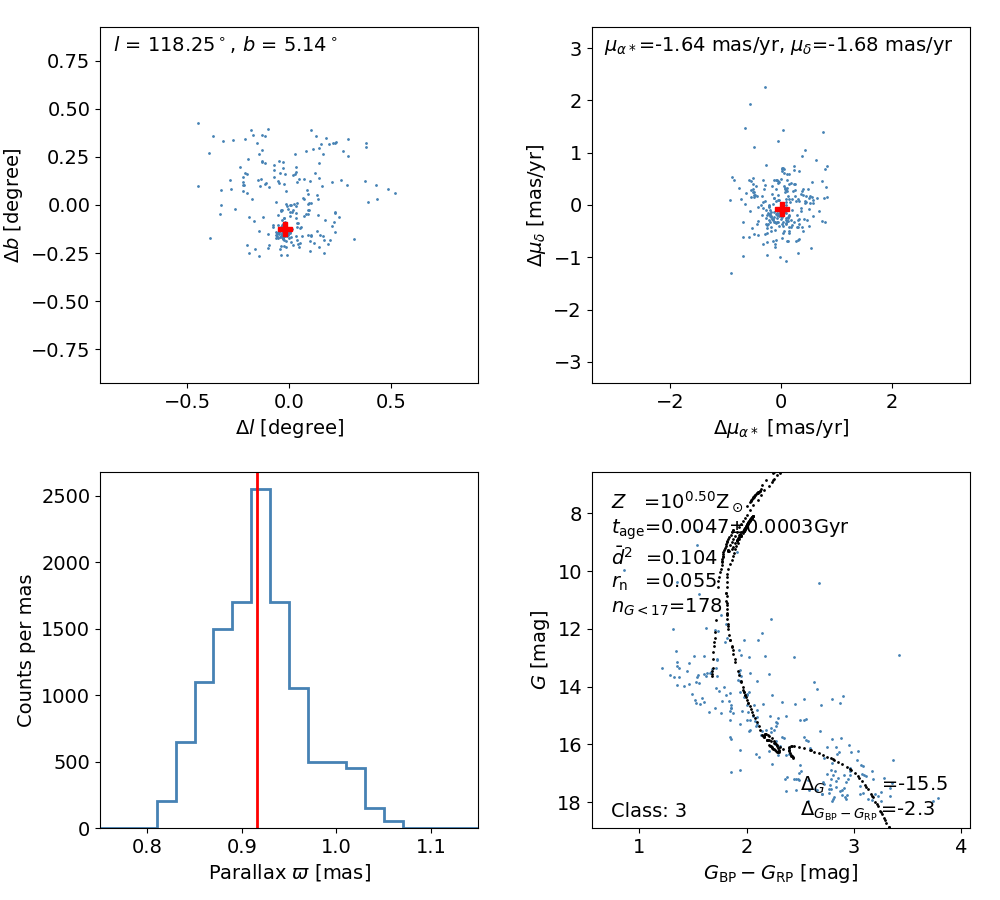 l = 118.25°, b = 5.14°
0.75
0.50
0.25
0.00
−0.25
−0.50
−0.75
Δb [degree]
−0.5 0.0 0.5
Δl [degree]
μα*=-1.64 mas/yr, μδ=-1.68 mas/yr
3
2
1
0
−1
−2
−3
Δμδ [mas/yr]
−2 0 2
Δμα* [mas/yr]
2500
2000
1500
1000
500
0
Counts per mas
0.8 0.9 1.0 1.1
Parallax ϖ [mas]
Z =10^0.50 Z⊙
t_age=0.0047±0.0003Gyr
d̄² =0.104
r_n =0.055
n_G<17=178
Δ_G =-15.5
Δ_GBP−GRP=-2.3
Class: 3
8
10
12
14
16
18
G [mag]
1 2 3 4
G_BP − G_RP [mag]